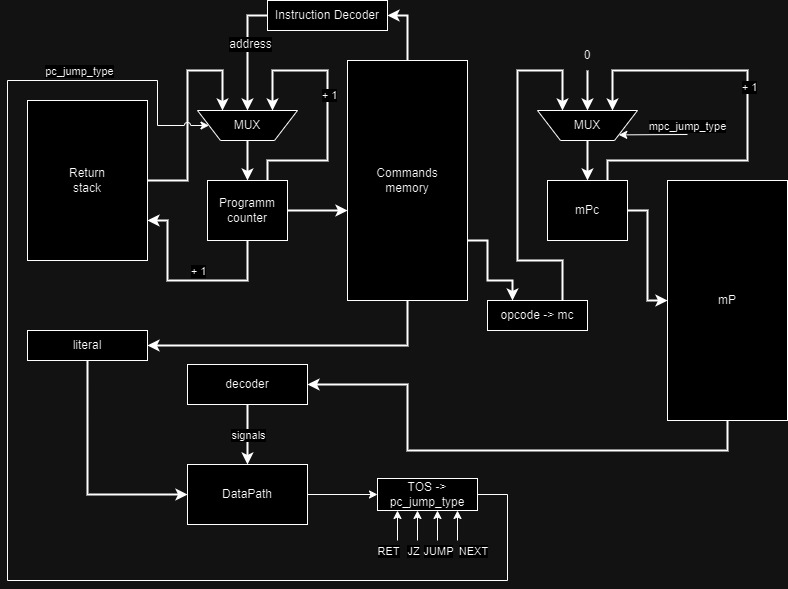 Instruction Decoder
address
0
pc_jump_type
+ 1
+ 1
MUX
MUX
mpc_jump_type
Return
stack
Commands
memory
Programm
counter
mPc
+ 1
mP
opcode -> mc
literal
decoder
signals
DataPath
TOS ->
pc_jump_type
RET JZ JUMP NEXT